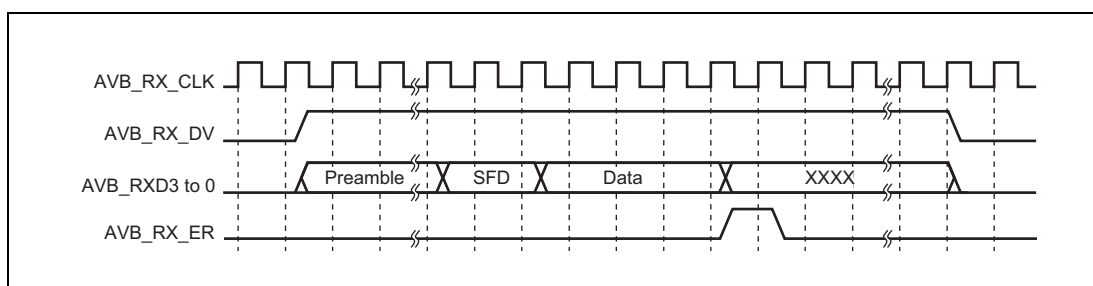 AVB_RX_CLK
AVB_RX_DV
AVB_RXD3 to 0 Preamble SFD Data XXXX
AVB_RX_ER